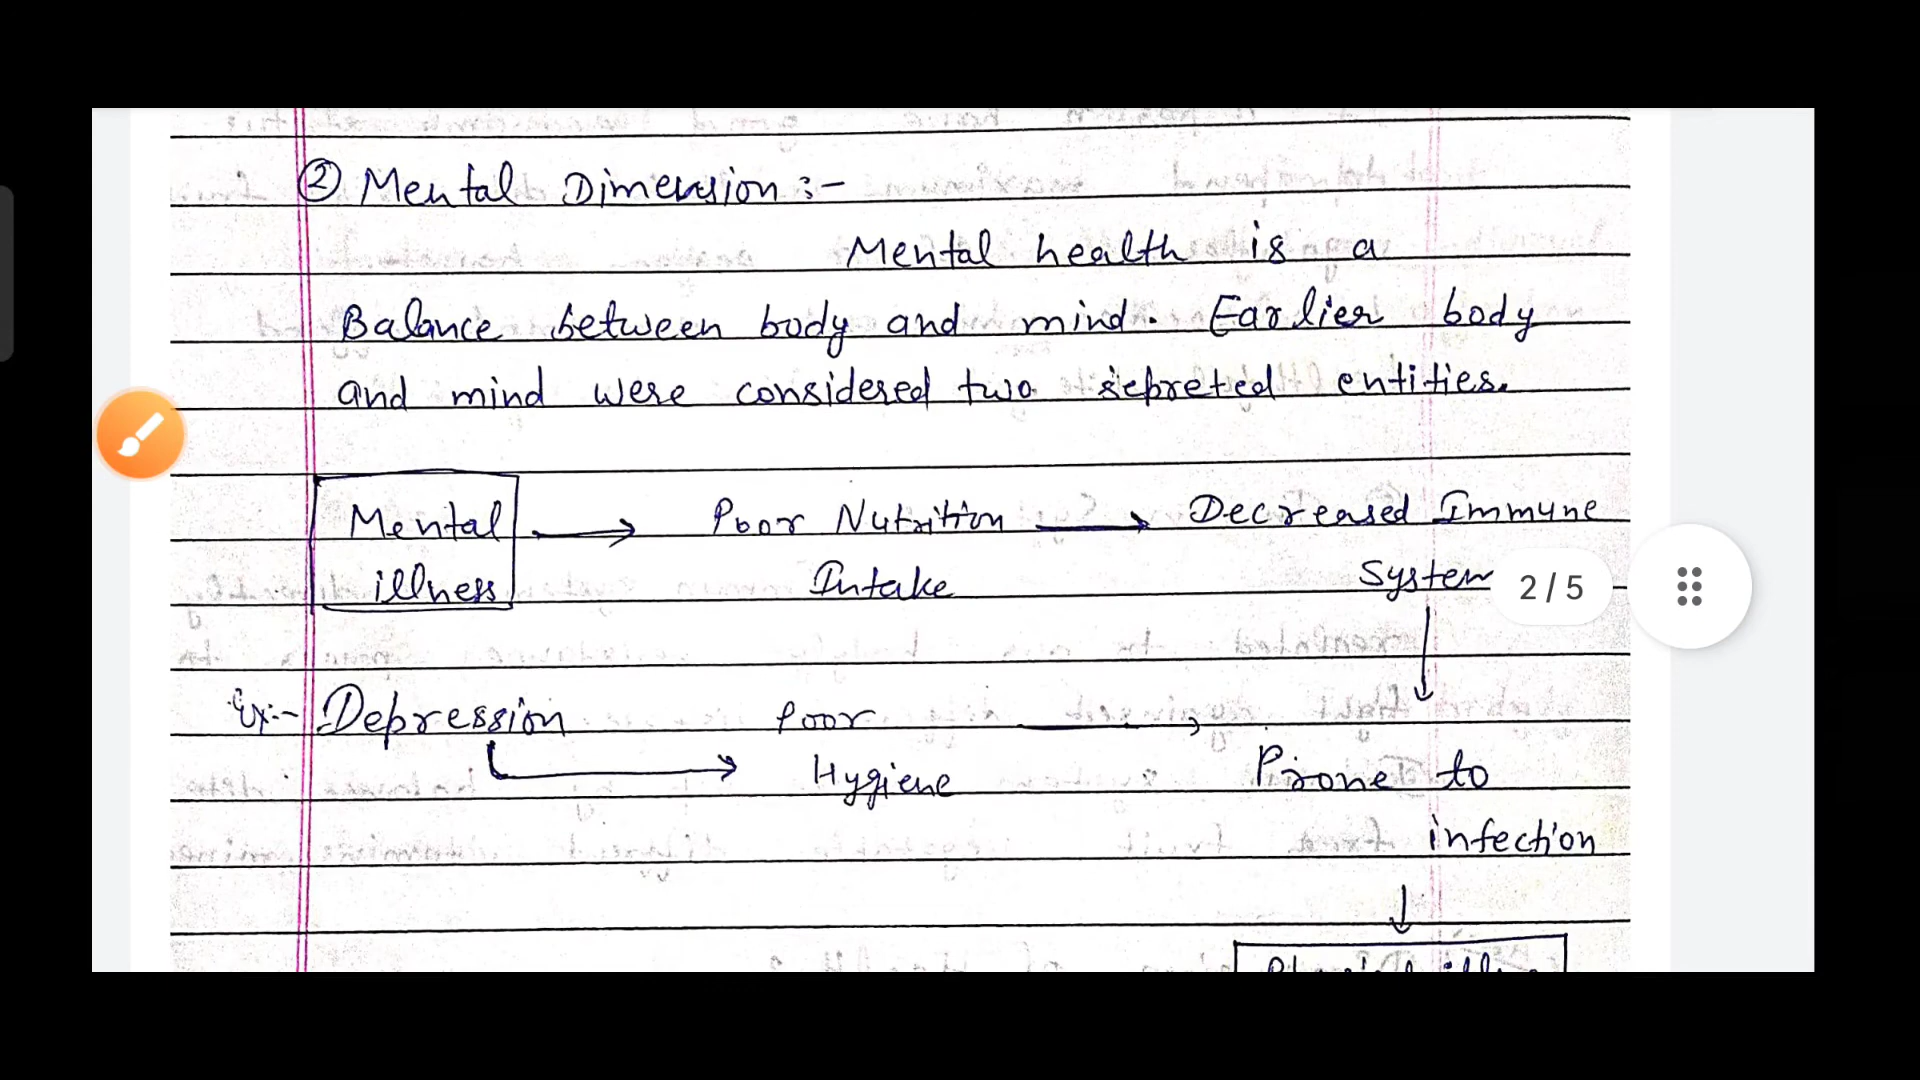 ② Mental Dimension :-
Mental health is a
Balance between body and mind. Earlier body
and mind were considered two sepreted entities.
Mental → Poor Nutrition → Decreased Immune
illness Intake System
2 / 5
Ex:- Depression Poor →
→ Hygiene Prone to
infection